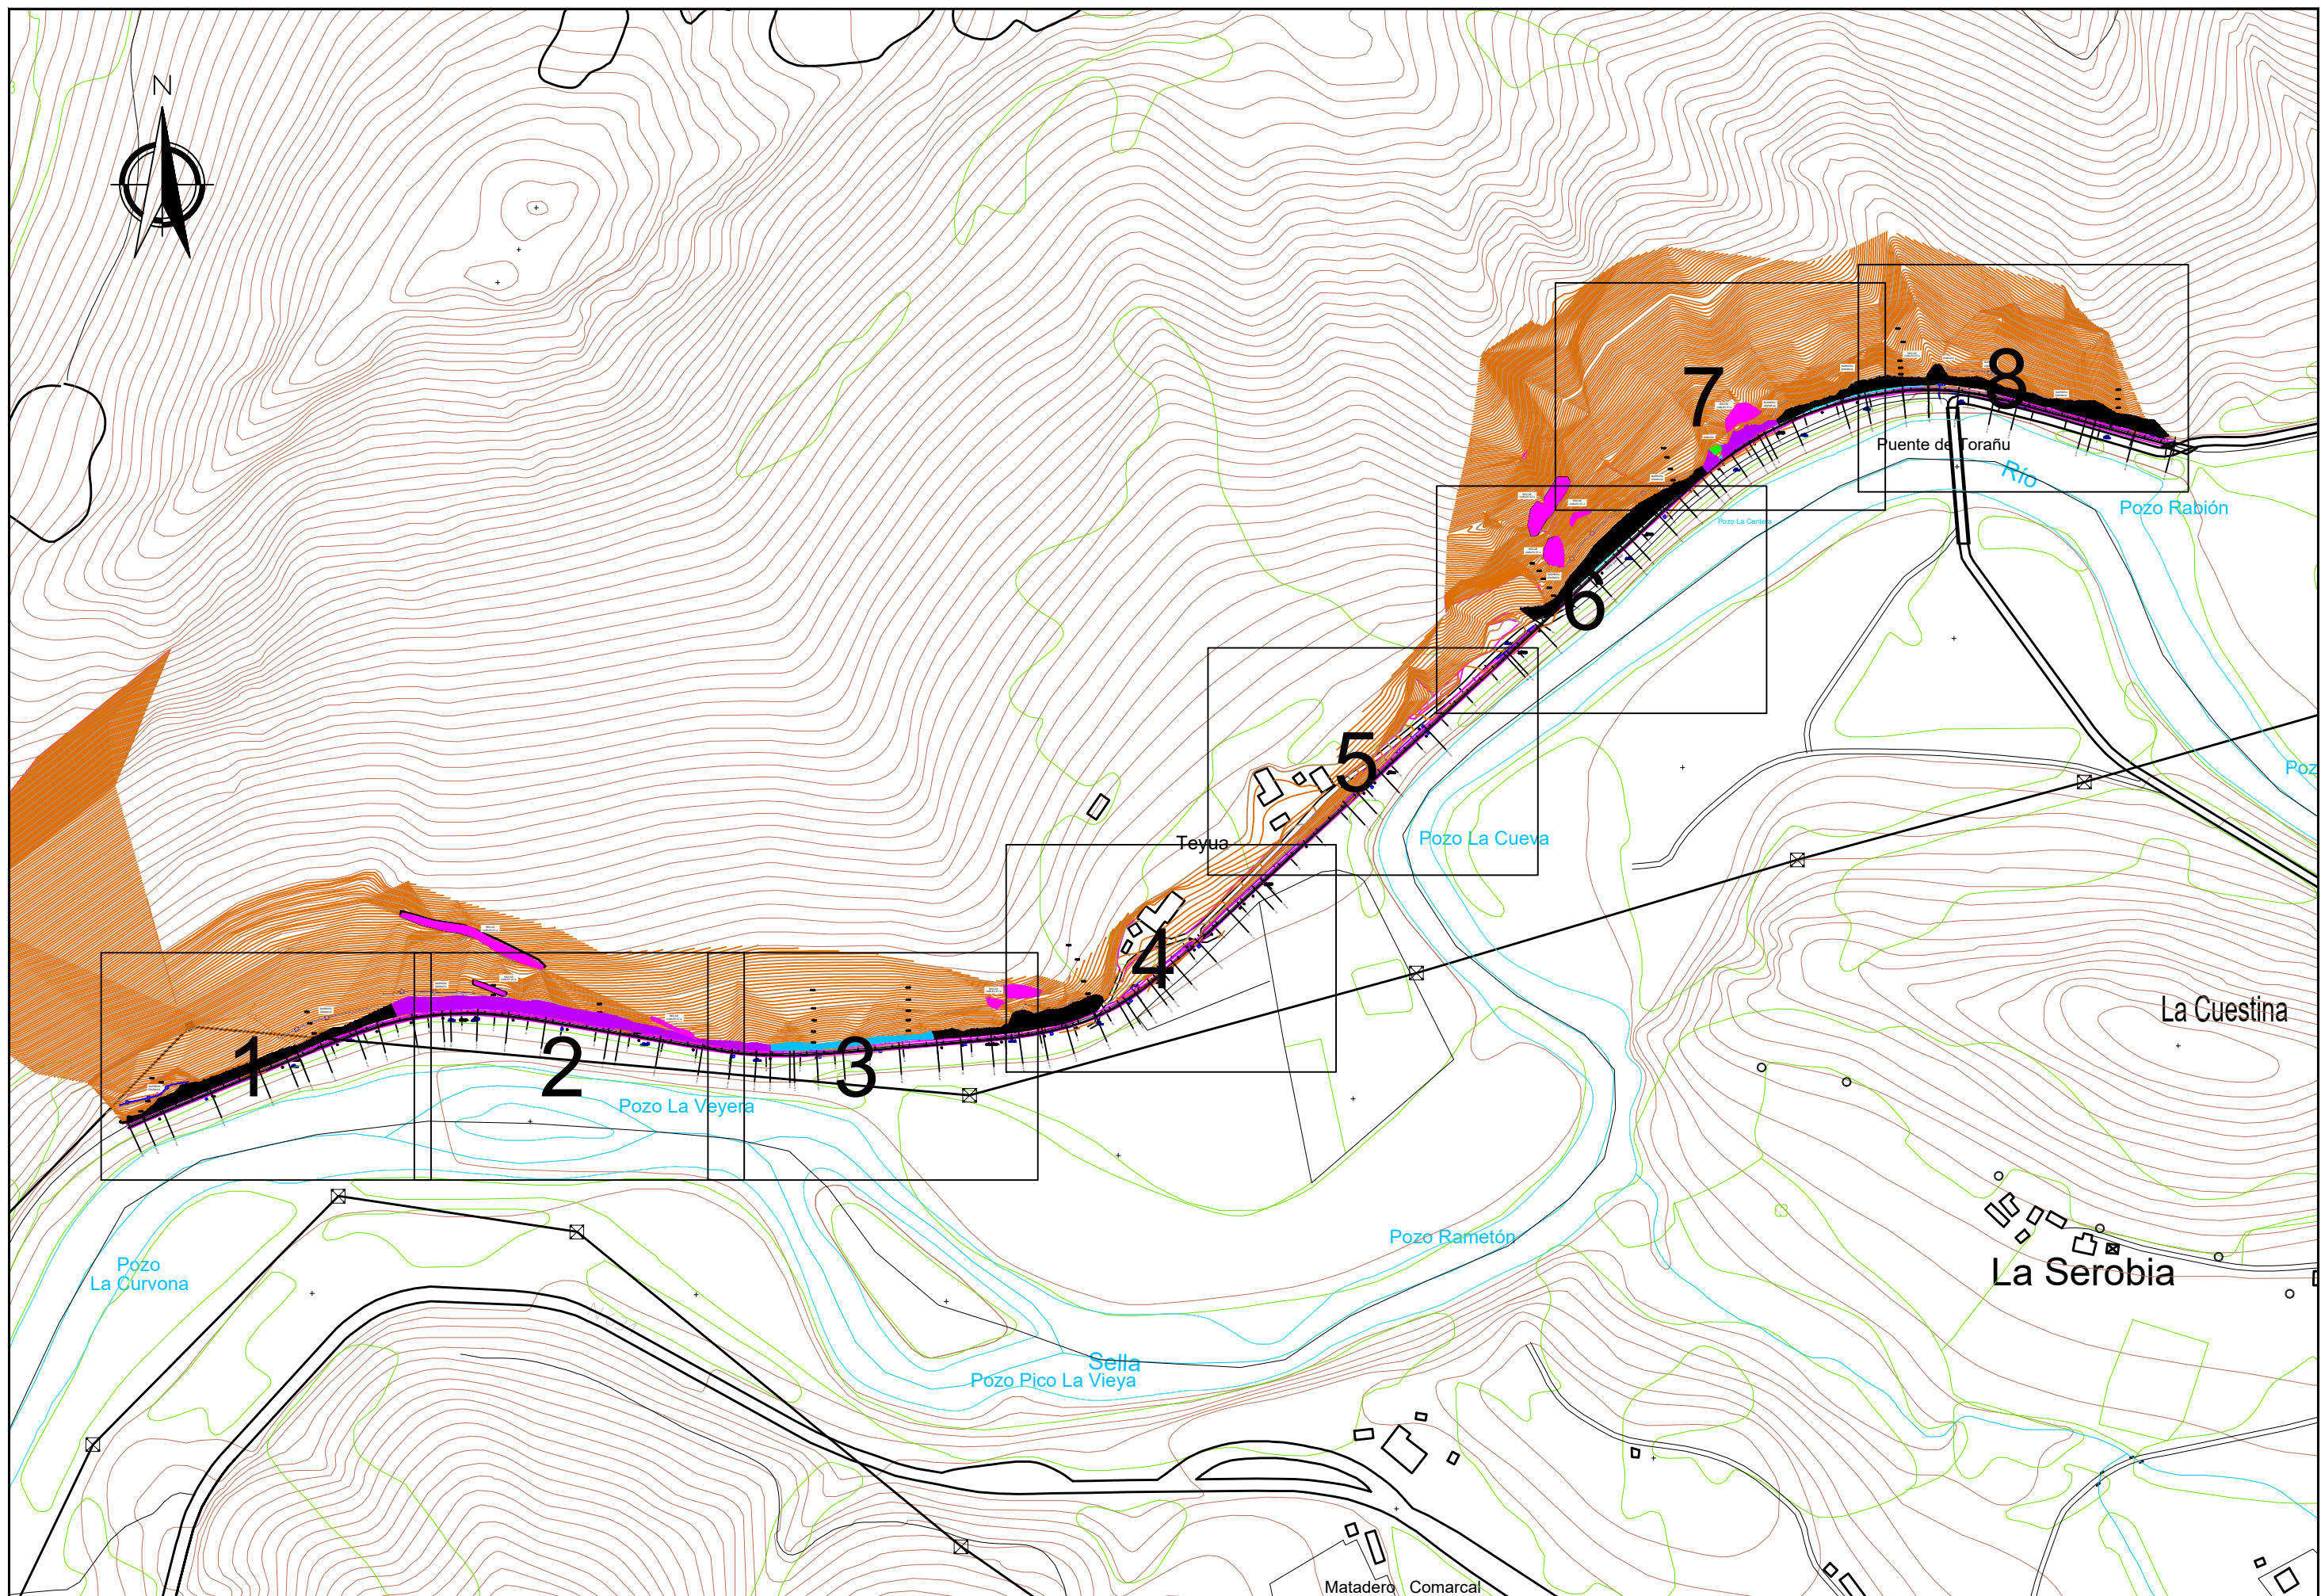 N
8
7
Puente de Torañu
Río
Pozo Rabión
Pozo La Cantera
6
5
Poz
Teyua
Pozo La Cueva
4
La Cuestina
1
2
3
Pozo La Veyera
Pozo
La Curvona
Pozo Rametón
La Serobia
Sella
Pozo Pico La Vieya
Matadero Comarcal